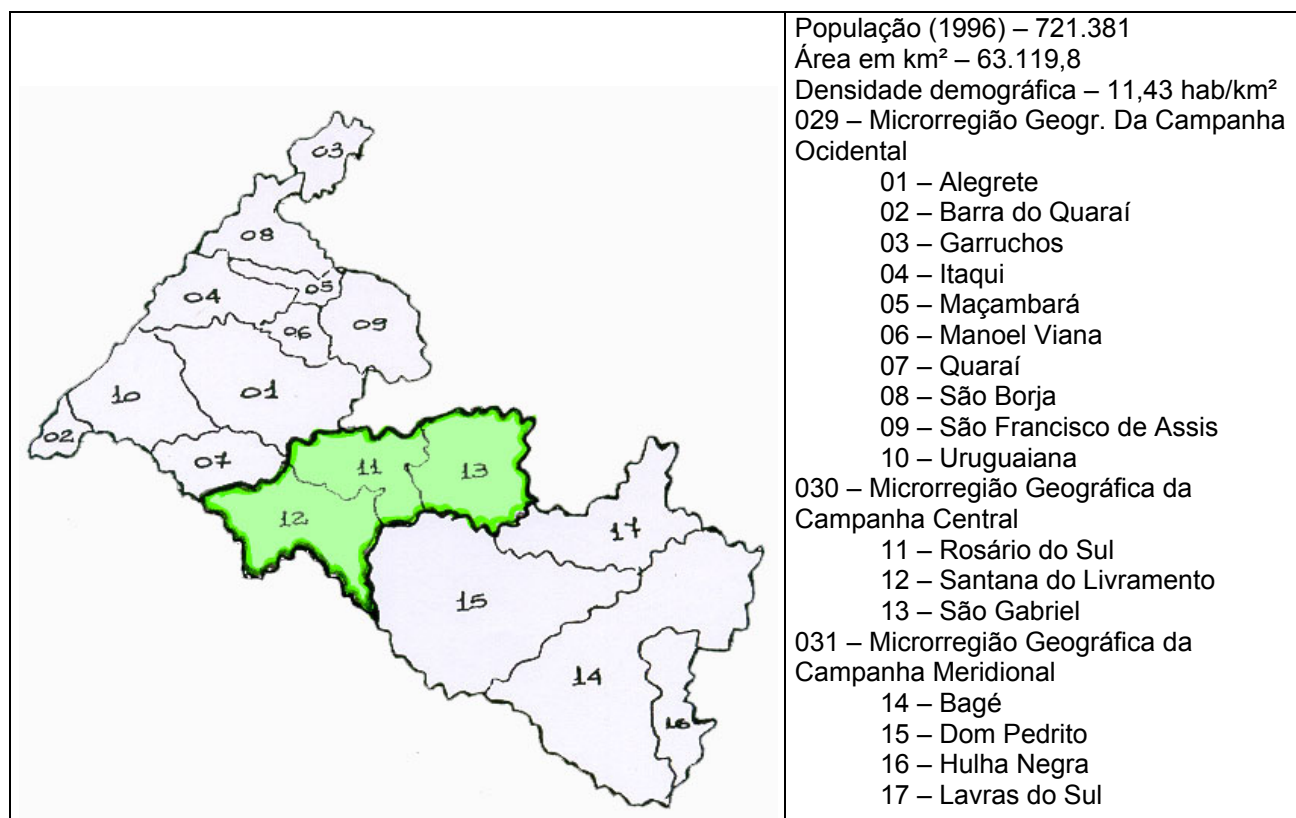 População (1996) – 721.381
Área em km² – 63.119,8
Densidade demográfica – 11,43 hab/km²
029 – Microrregião Geogr. Da Campanha
Ocidental
01 – Alegrete
02 – Barra do Quaraí
03 – Garruchos
04 – Itaqui
05 – Maçambará
06 – Manoel Viana
07 – Quaraí
08 – São Borja
09 – São Francisco de Assis
10 – Uruguaiana
030 – Microrregião Geográfica da
Campanha Central
11 – Rosário do Sul
12 – Santana do Livramento
13 – São Gabriel
031 – Microrregião Geográfica da
Campanha Meridional
14 – Bagé
15 – Dom Pedrito
16 – Hulha Negra
17 – Lavras do Sul
03
08
05
04
06
09
10
01
02
07
11
13
12
17
15
14
16